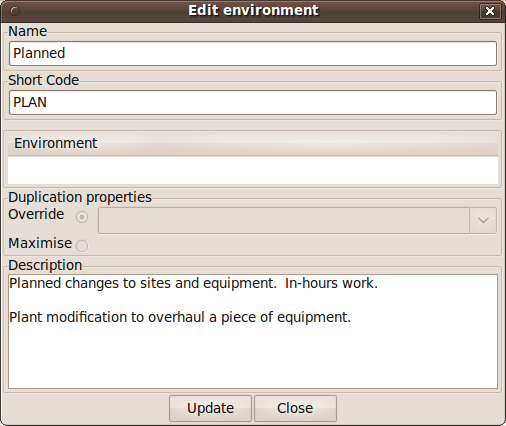 Edit environment
Name
Planned
Short Code
PLAN
Environment
Duplication properties
Override
Maximise
Description
Planned changes to sites and equipment.  In-hours work.
Plant modification to overhaul a piece of equipment.
Update Close